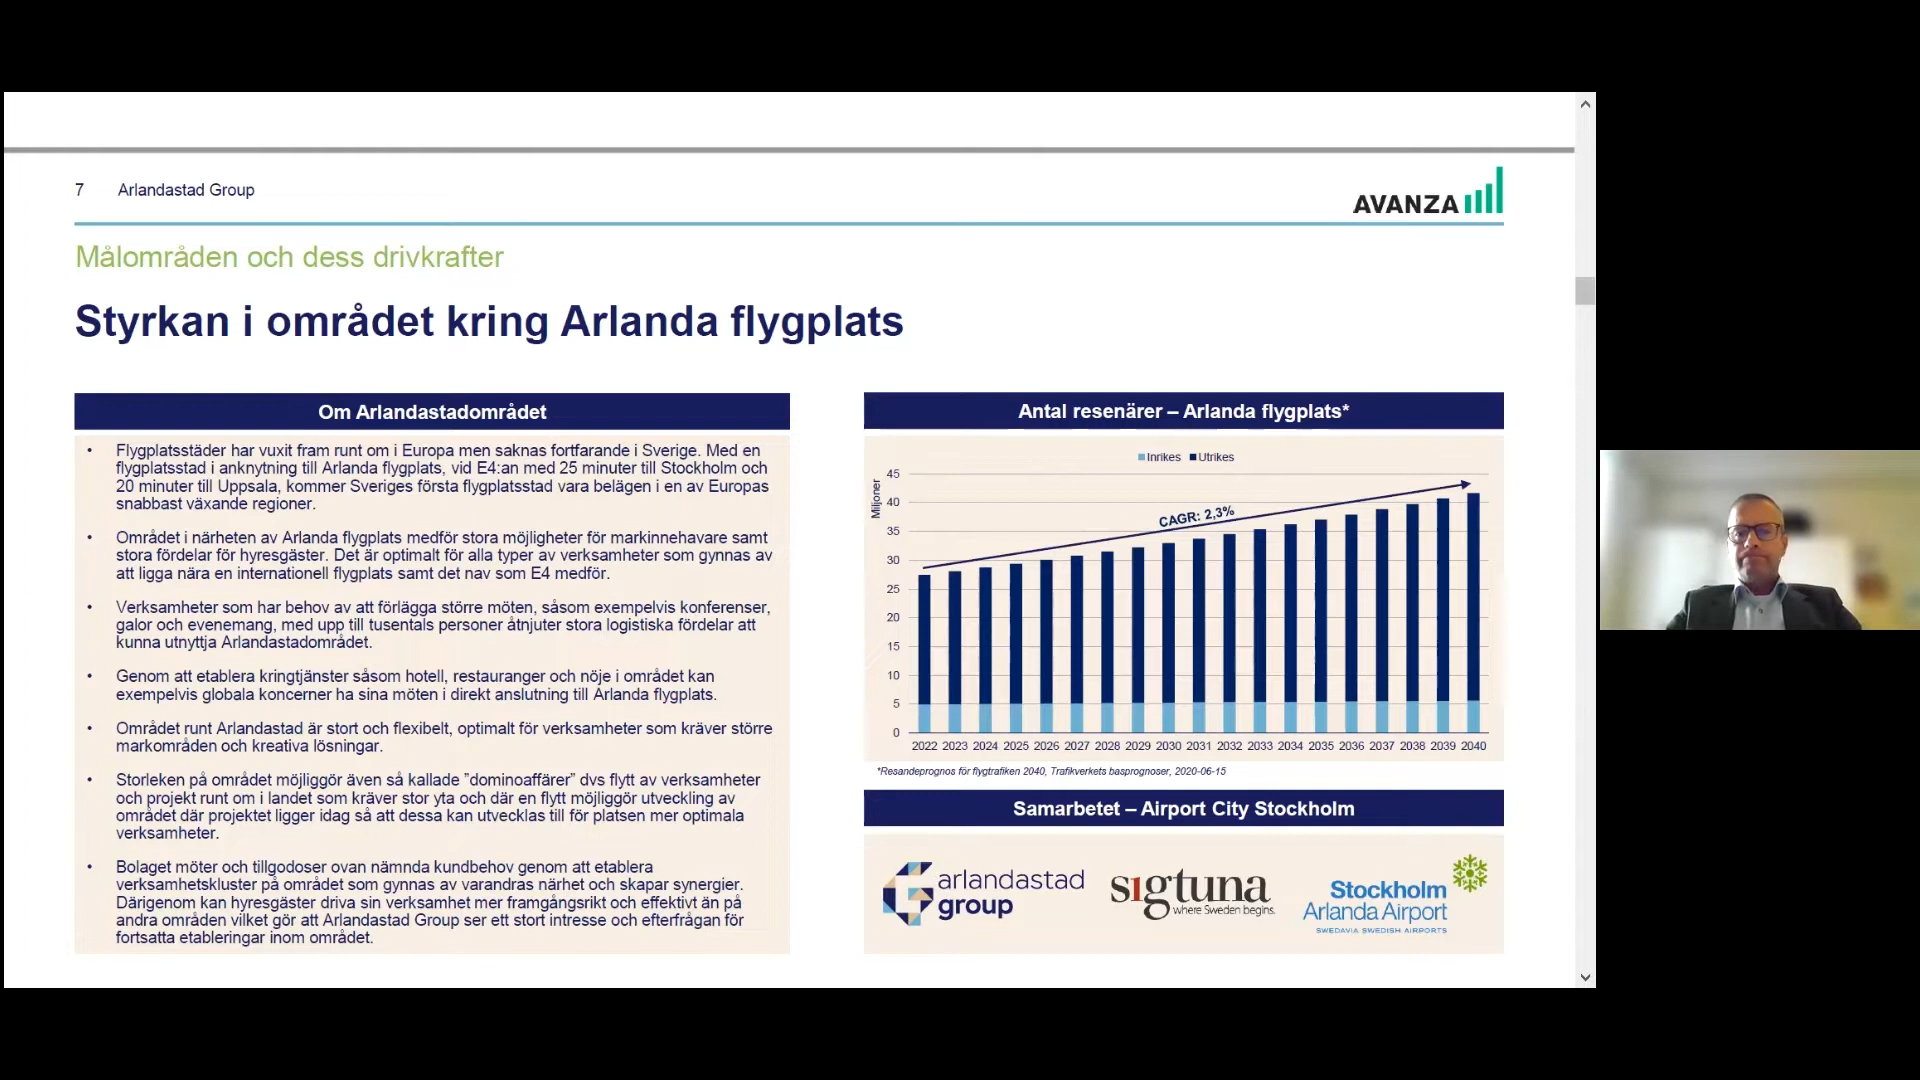 7 Arlandastad Group
AVANZA
Målområden och dess drivkrafter
Styrkan i området kring Arlanda flygplats
Om Arlandastadområdet
• Flygplatsstäder har vuxit fram runt om i Europa men saknas fortfarande i Sverige. Med en
flygplatsstad i anknytning till Arlanda flygplats, vid E4:an med 25 minuter till Stockholm och
20 minuter till Uppsala, kommer Sveriges första flygplatsstad vara belägen i en av Europas
snabbast växande regioner.
• Området i närheten av Arlanda flygplats medför stora möjligheter för markinnehavare samt
stora fördelar för hyresgäster. Det är optimalt för alla typer av verksamheter som gynnas av
att ligga nära en internationell flygplats samt det nav som E4 medför.
• Verksamheter som har behov av att förlägga större möten, såsom exempelvis konferenser,
galor och evenemang, med upp till tusentals personer åtnjuter stora logistiska fördelar att
kunna utnyttja Arlandastadområdet.
• Genom att etablera kringtjänster såsom hotell, restauranger och nöje i området kan
exempelvis globala koncerner ha sina möten i direkt anslutning till Arlanda flygplats.
• Området runt Arlandastad är stort och flexibelt, optimalt för verksamheter som kräver större
markområden och kreativa lösningar.
• Storleken på området möjliggör även så kallade ”dominoaffärer” dvs flytt av verksamheter
och projekt runt om i landet som kräver stor yta och där en flytt möjliggör utveckling av
området där projektet ligger idag så att dessa kan utvecklas till för platsen mer optimala
verksamheter.
• Bolaget möter och tillgodoser ovan nämnda kundbehov genom att etablera
verksamhetskluster på området som gynnas av varandras närhet och skapar synergier.
Därigenom kan hyresgäster driva sin verksamhet mer framgångsrikt och effektivt än på
andra områden vilket gör att Arlandastad Group ser ett stort intresse och efterfrågan för
fortsatta etableringar inom området.
Antal resenärer – Arlanda flygplats*
Inrikes Utrikes
Miljoner
45
40
35
30
25
20
15
10
5
0
CAGR: 2,3%
2022 2023 2024 2025 2026 2027 2028 2029 2030 2031 2032 2033 2034 2035 2036 2037 2038 2039 2040
*Resandeprognos för flygtrafiken 2040, Trafikverkets basprognoser, 2020-06-15
Samarbetet – Airport City Stockholm
arlandastad
group
sigtuna
where Sweden begins.
Stockholm
Arlanda Airport
SWEDAVIA SWEDISH AIRPORTS